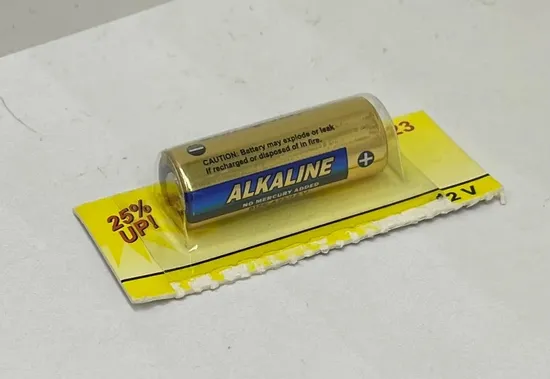 CAUTION: Battery may explode or leak
If recharged or disposed of in fire.
ALKALINE
NO MERCURY ADDED
25%
UP!
23
2 V